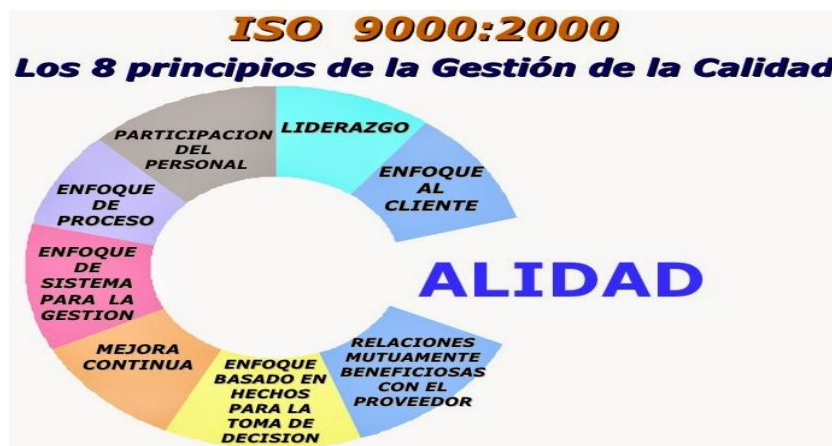 ISO 9000:2000
Los 8 principios de la Gestión de la Calidad
PARTICIPACION
DEL
PERSONAL
LIDERAZGO
ENFOQUE
AL
CLIENTE
ENFOQUE
DE
PROCESO
ENFOQUE
DE
SISTEMA
PARA LA
GESTION
ALIDAD
MEJORA
CONTINUA
ENFOQUE
BASADO EN
HECHOS
PARA LA
TOMA DE
DECISION
RELACIONES
MUTUAMENTE
BENEFICIOSAS
CON EL
PROVEEDOR